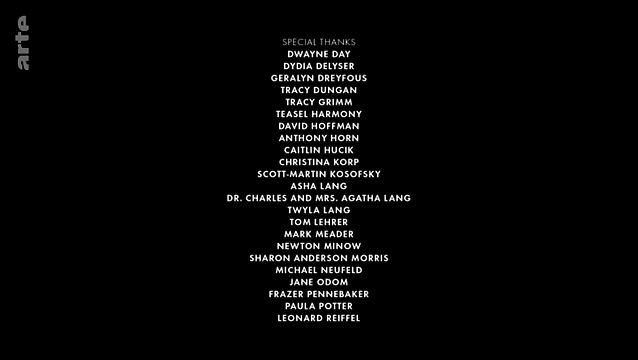 arte
SPECIAL THANKS
DWAYNE DAY
DYDIA DELYSER
GERALYN DREYFOUS
TRACY DUNGAN
TRACY GRIMM
TEASEL HARMONY
DAVID HOFFMAN
ANTHONY HORN
CAITLIN HUCIK
CHRISTINA KORP
SCOTT-MARTIN KOSOFSKY
ASHA LANG
DR. CHARLES AND MRS. AGATHA LANG
TWYLA LANG
TOM LEHRER
MARK MEADER
NEWTON MINOW
SHARON ANDERSON MORRIS
MICHAEL NEUFELD
JANE ODOM
FRAZER PENNEBAKER
PAULA POTTER
LEONARD REIFFEL